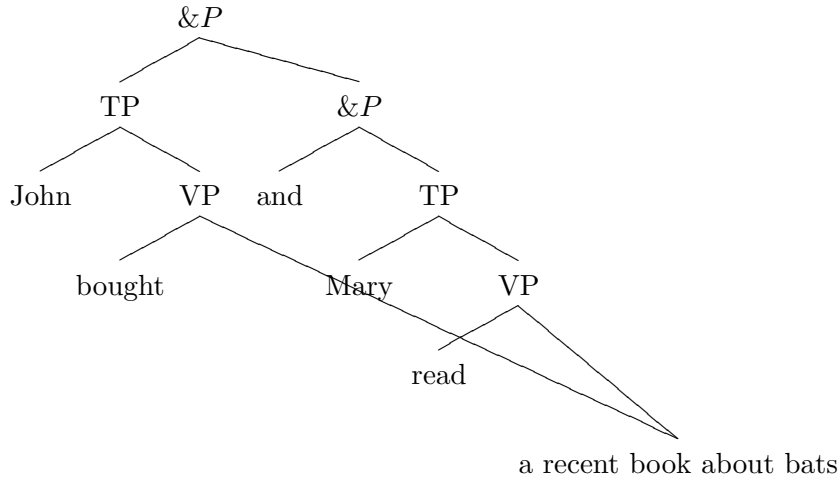 &P
TP &P
John VP and TP
bought Mary VP
read
a recent book about bats